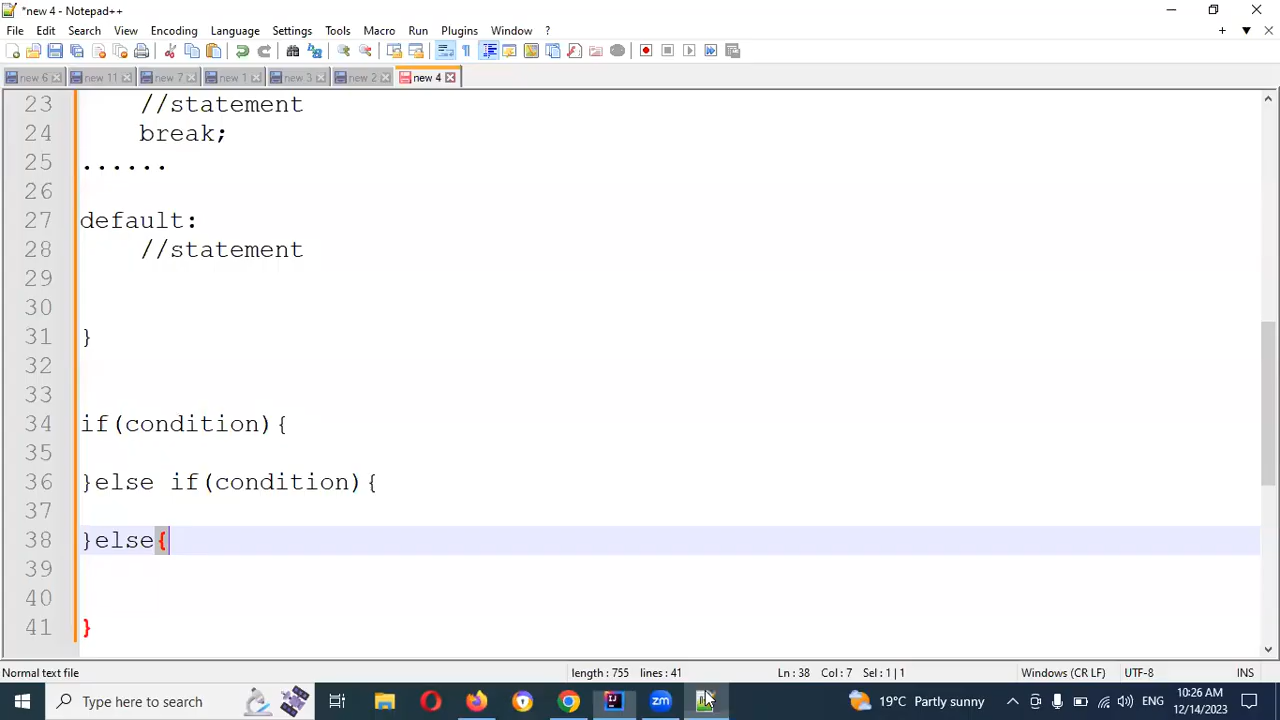 *new 4 - Notepad++
File Edit Search View Encoding Language Settings Tools Macro Run Plugins Window ?
new 6 new 11 new 7 new 1 new 3 new 2 new 4
23 //statement
24 break;
25 ......
26
27 default:
28 //statement
29
30
31 }
32
33
34 if(condition){
35
36 }else if(condition){
37
38 }else{
39
40
41 }
Normal text file length : 755 lines : 41 Ln : 38 Col : 7 Sel : 1 | 1 Windows (CR LF) UTF-8 INS
Type here to search zm 19°C Partly sunny ENG 10:26 AM
12/14/2023